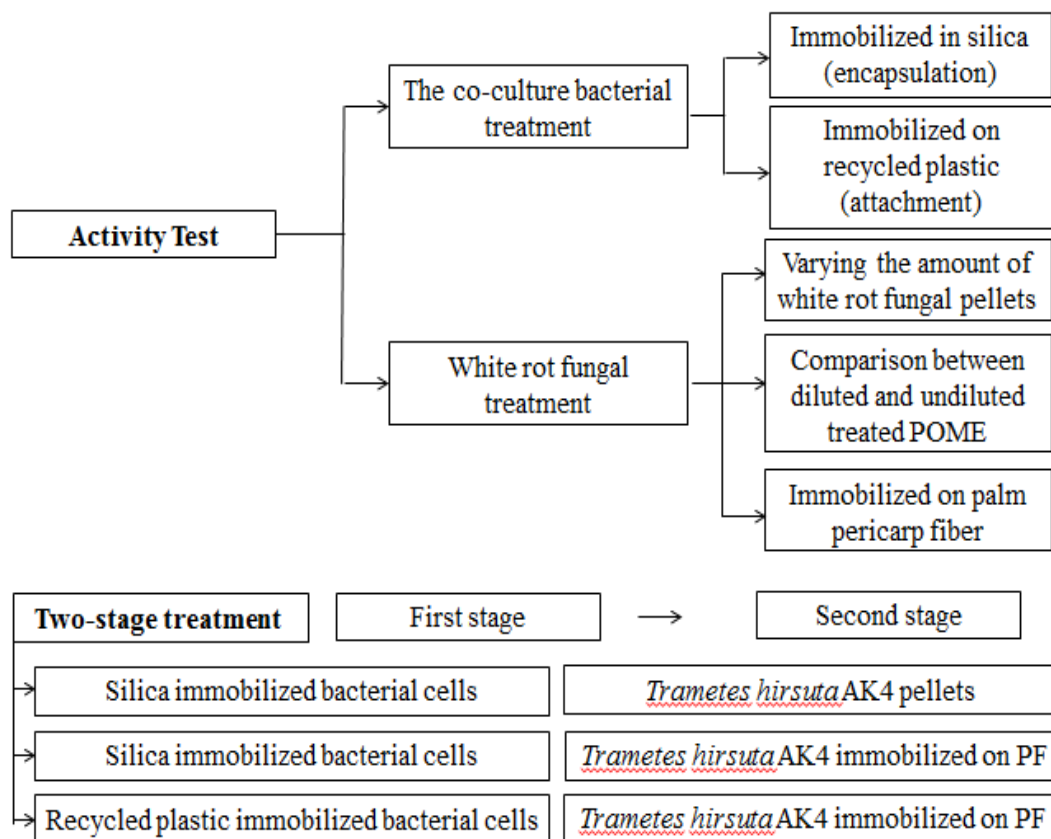 Immobilized in silica
(encapsulation)
The co-culture bacterial
treatment
Immobilized on
recycled plastic
(attachment)
Activity Test
Varying the amount of
white rot fungal pellets
White rot fungal
treatment
Comparison between
diluted and undiluted
treated POME
Immobilized on palm
pericarp fiber
Two-stage treatment First stage Second stage
Silica immobilized bacterial cells Trametes hirsuta AK4 pellets
Silica immobilized bacterial cells Trametes hirsuta AK4 immobilized on PF
Recycled plastic immobilized bacterial cells Trametes hirsuta AK4 immobilized on PF